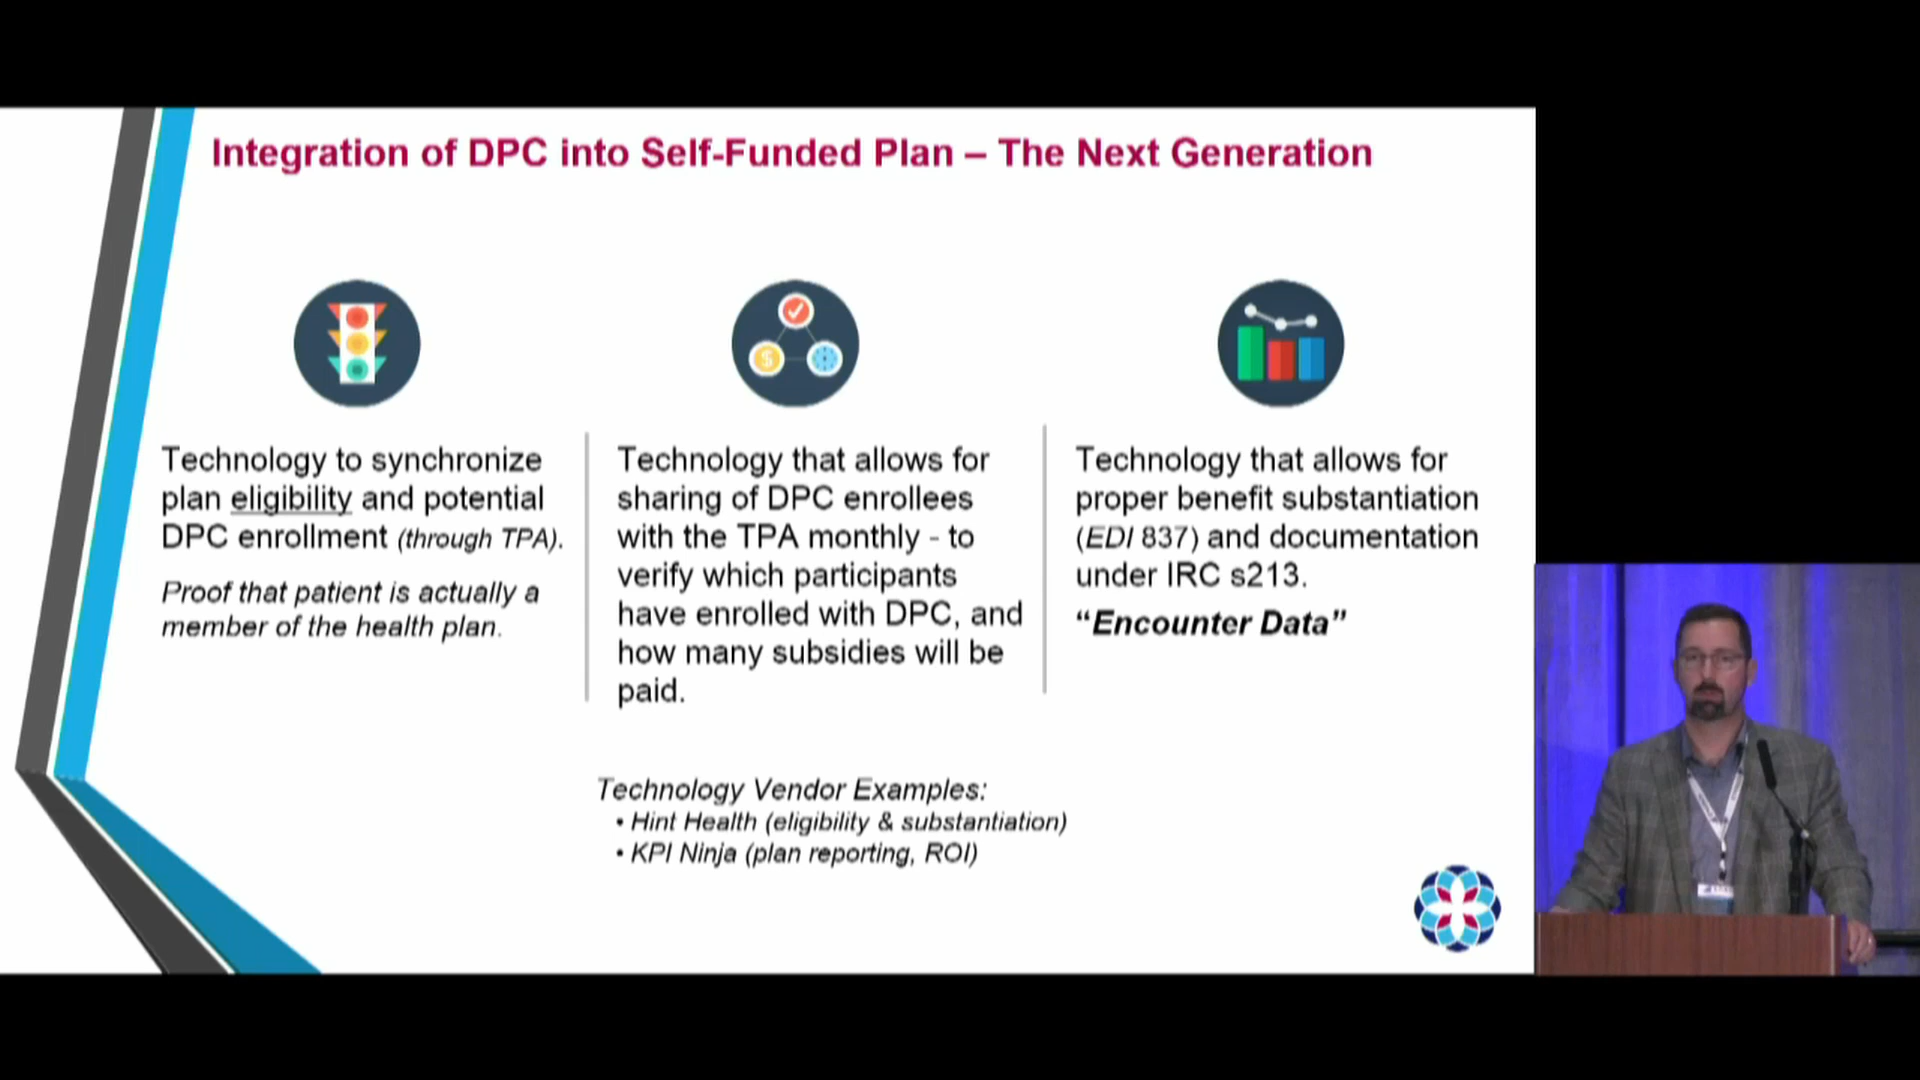 Integration of DPC into Self-Funded Plan – The Next Generation
Technology to synchronize
plan eligibility and potential
DPC enrollment (through TPA).
Proof that patient is actually a
member of the health plan.
Technology that allows for
sharing of DPC enrollees
with the TPA monthly - to
verify which participants
have enrolled with DPC, and
how many subsidies will be
paid.
Technology that allows for
proper benefit substantiation
(EDI 837) and documentation
under IRC s213.
“Encounter Data”
Technology Vendor Examples:
• Hint Health (eligibility & substantiation)
• KPI Ninja (plan reporting, ROI)
$